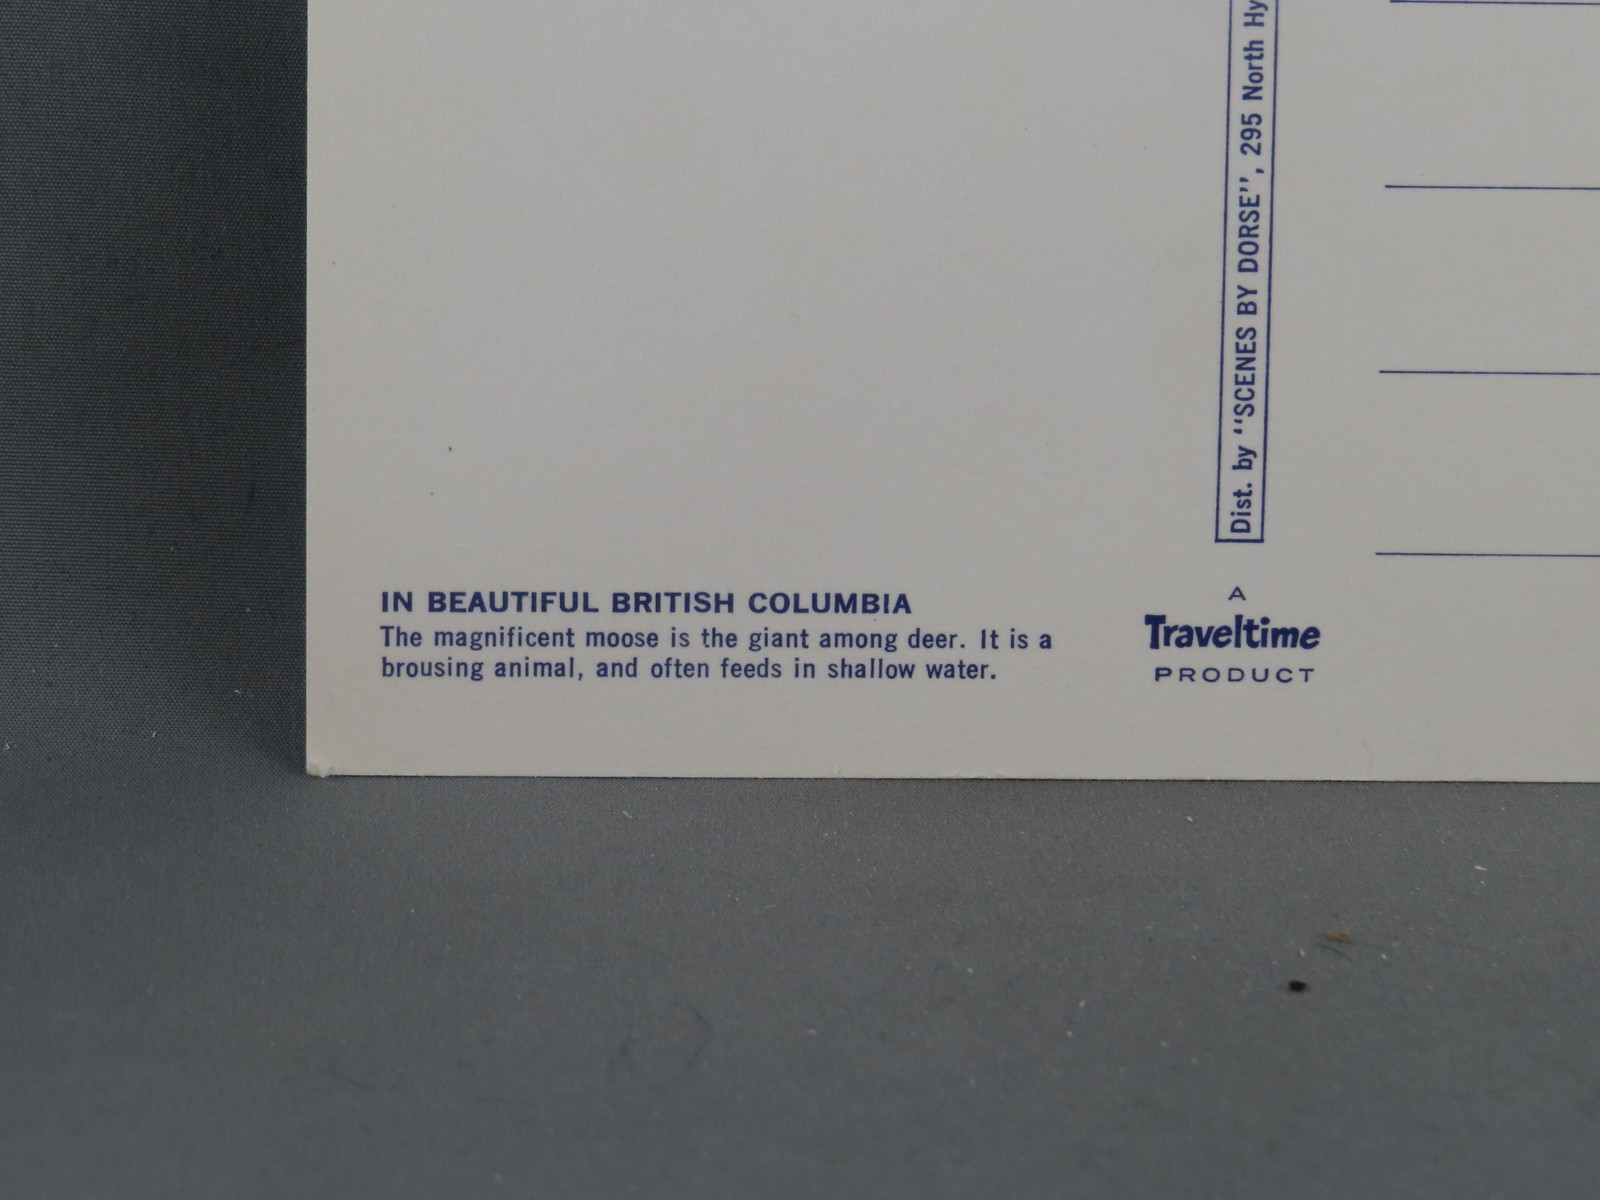 IN BEAUTIFUL BRITISH COLUMBIA
The magnificent moose is the giant among deer. It is a
brousing animal, and often feeds in shallow water.
Dist. by "SCENES BY DORSE", 295 North Hy
A
Traveltime
PRODUCT